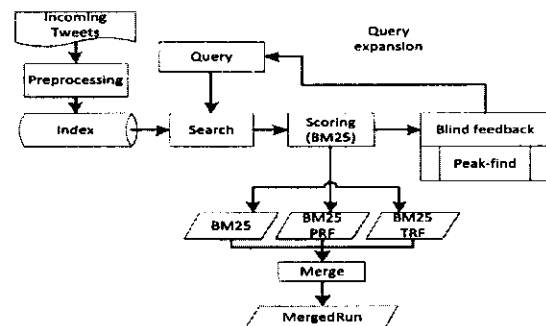 Incoming
Tweets
Query
expansion
Query
Preprocessing
Index
Search
Scoring
(BM25)
Blind feedback
Peak-find
BM25
BM25
PRF
BM25
TRF
Merge
MergedRun